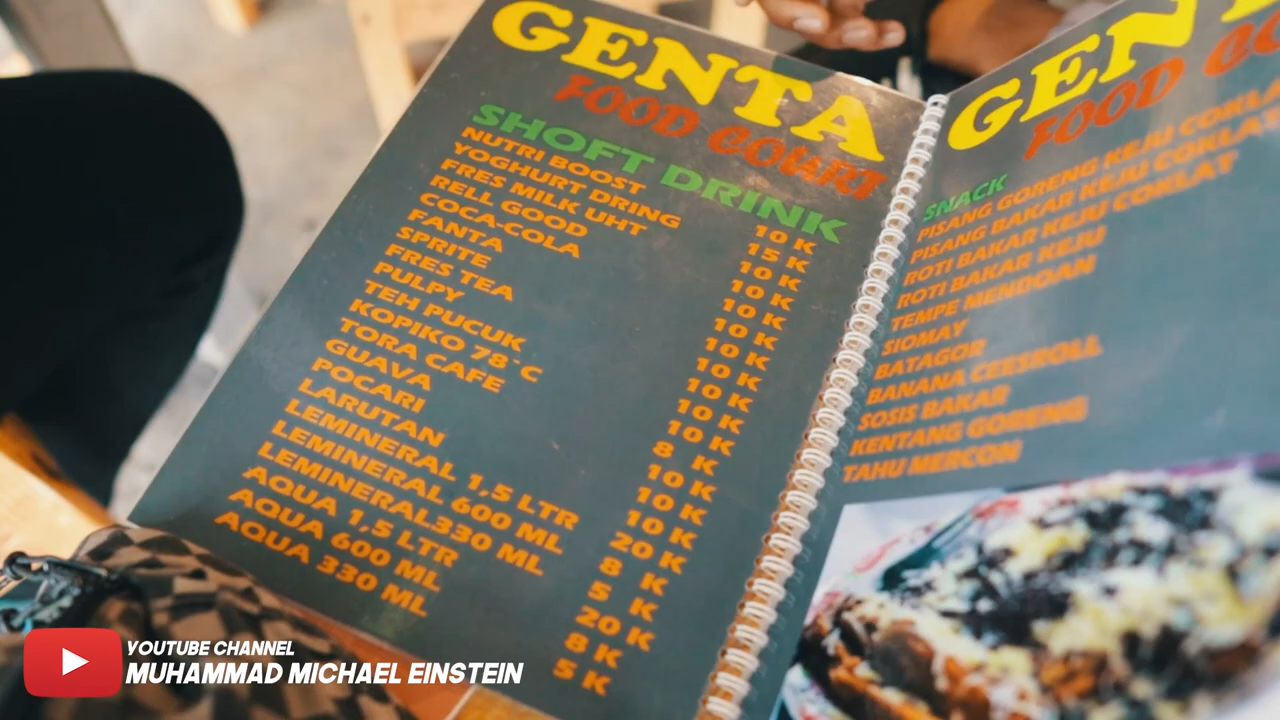 GENTA
FOOD COURT
SHOFT DRINK
NUTRI BOOST 10 K
YOGHURT DRING 15 K
FRES MILK UHT 10 K
RELL GOOD 10 K
COCA-COLA 10 K
FANTA 10 K
SPRITE 10 K
FRES TEA 10 K
PULPY 10 K
TEH PUCUK 10 K
KOPIKO 78°C 10 K
TORA CAFE 8 K
GUAVA 10 K
POCARI 10 K
LARUTAN 10 K
LEMINERAL 1,5 LTR 20 K
LEMINERAL 600 ML 8 K
LEMINERAL330 ML 5 K
AQUA 1,5 LTR 20 K
AQUA 600 ML 8 K
AQUA 330 ML 5 K
GEN
FOOD CO
SNACK
PISANG GORENG KEJU COKLA
PISANG BAKAR KEJU COKLAT
ROTI BAKAR KEJU COKLAT
ROTI BAKAR KEJU
TEMPE MENDOAN
SIOMAY
BATAGOR
BANANA CEESROLL
SOSIS BAKAR
KENTANG GORENG
TAHU MERCON
YOUTUBE CHANNEL
MUHAMMAD MICHAEL EINSTEIN